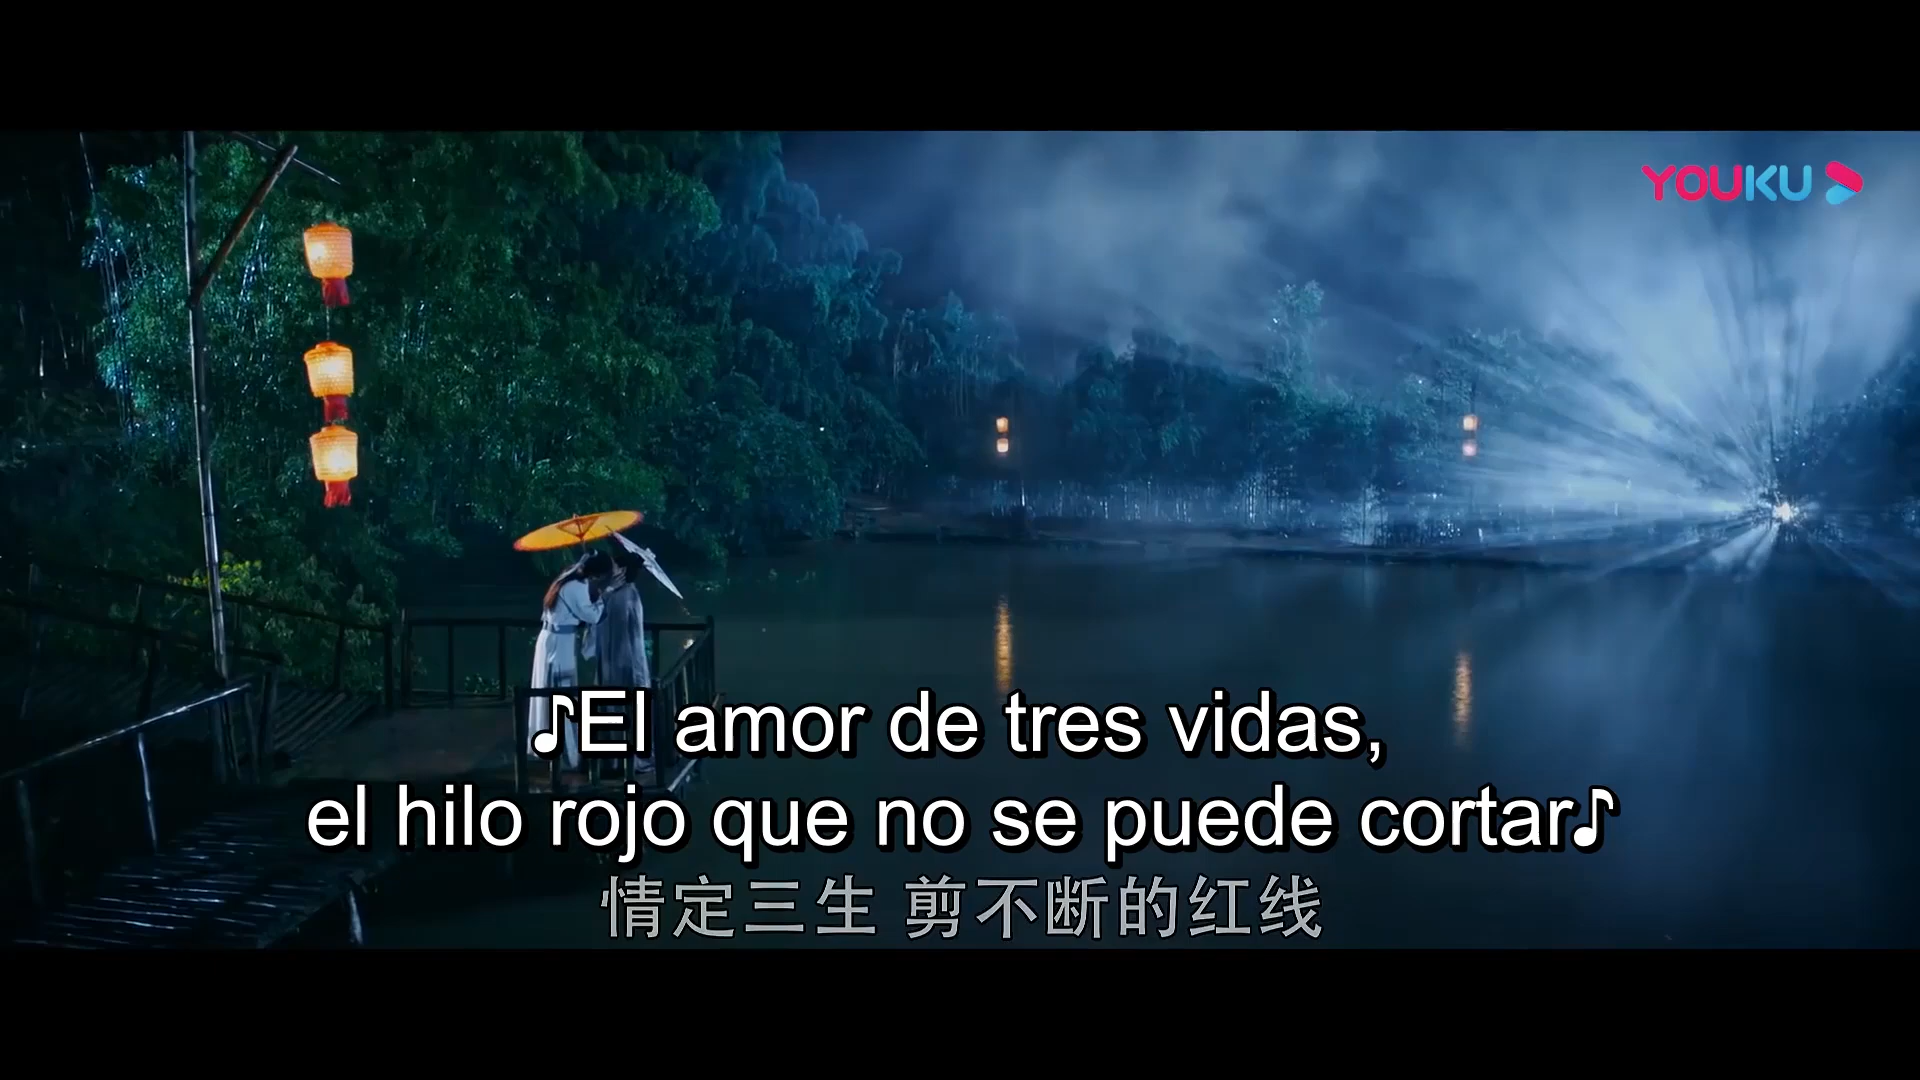 YOUKU
♪El amor de tres vidas,
el hilo rojo que no se puede cortar♪
情定三生 剪不断的红线